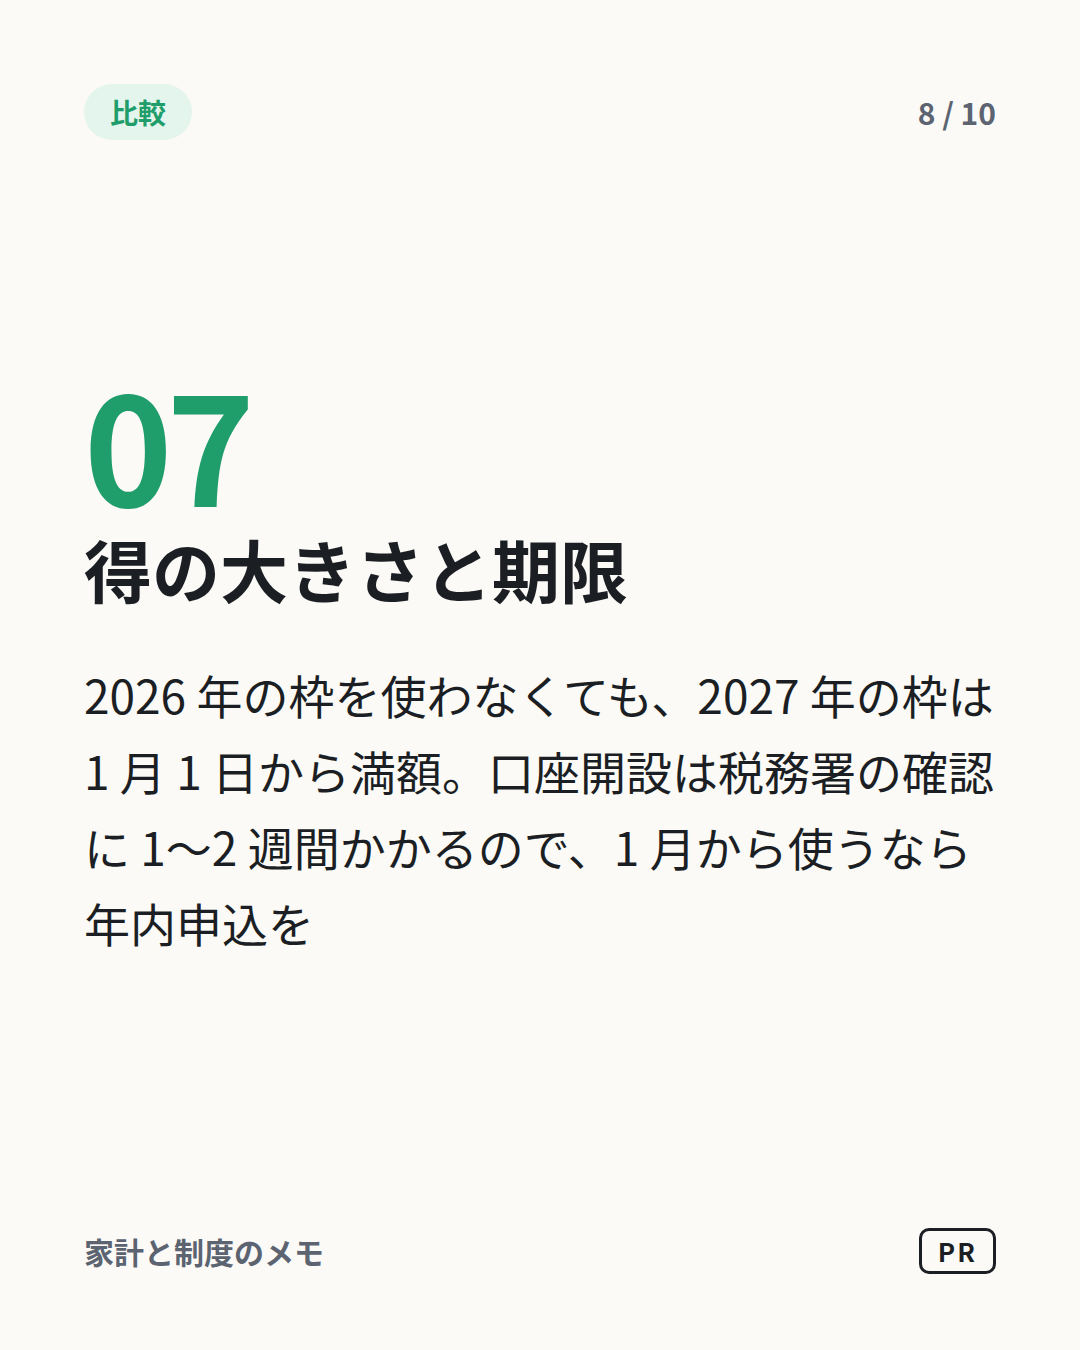 比較
8 / 10
07
得の大きさと期限
2026 年の枠を使わなくても、2027 年の枠は
1 月 1 日から満額。口座開設は税務署の確認
に 1〜2 週間かかるので、1 月から使うなら
年内申込を
家計と制度のメモ
PR